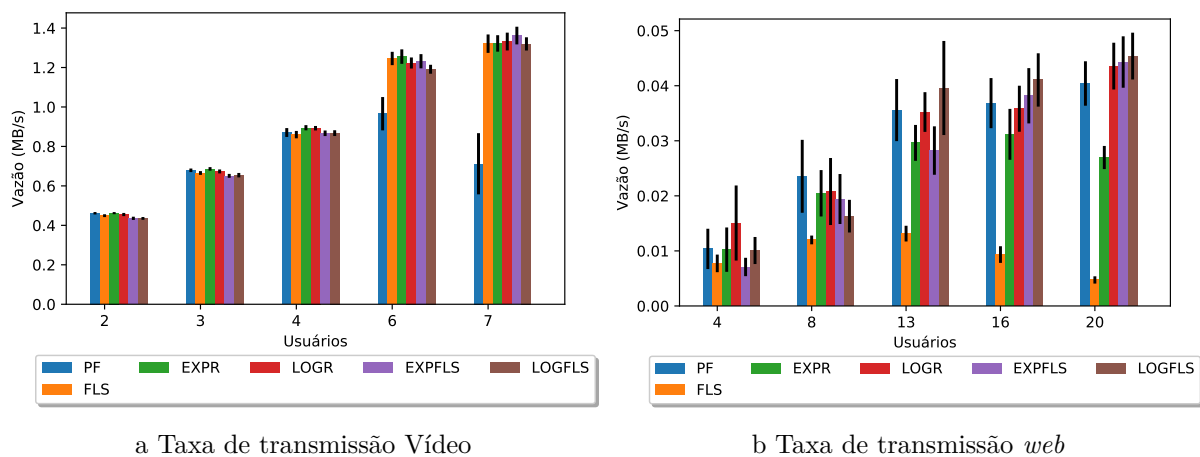 1.4
1.2
1.0
0.8
0.6
0.4
0.2
0.0
Vazão (MB/s)
2 3 4 6 7
Usuários
PF EXPR LOGR EXPFLS LOGFLS
FLS
a Taxa de transmissão Vídeo
0.05
0.04
0.03
0.02
0.01
0.00
Vazão (MB/s)
4 8 13 16 20
Usuários
PF EXPR LOGR EXPFLS LOGFLS
FLS
b Taxa de transmissão web